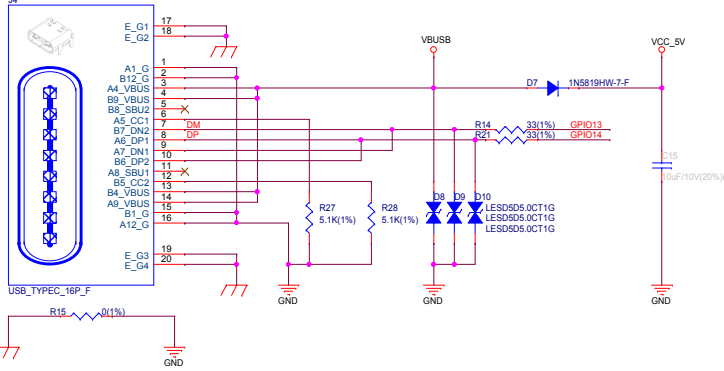 E_G1 17
E_G2 18
A1_G 1
B12_G 2
A4_VBUS 3
B9_VBUS 4
B8_SBU2 5
A5_CC1 6
B7_DN2 7 DM
A6_DP1 8 DP
A7_DN1 9
B6_DP2 10
A8_SBU1 11
B5_CC2 12
B4_VBUS 13
A9_VBUS 14
B1_G 15
A12_G 16
E_G3 19
E_G4 20
USB_TYPEC_16P_F
VBUSB
VCC_5V
D7 1N5819HW-7-F
R14 33(1%) GPIO13
R21 33(1%) GPIO14
C15
10uF/10V(20%)
R27
5.1K(1%)
R28
5.1K(1%)
D8 D9 D10
LESD5D5.0CT1G
LESD5D5.0CT1G
LESD5D5.0CT1G
GND
GND
GND
R15 0(1%)
GND